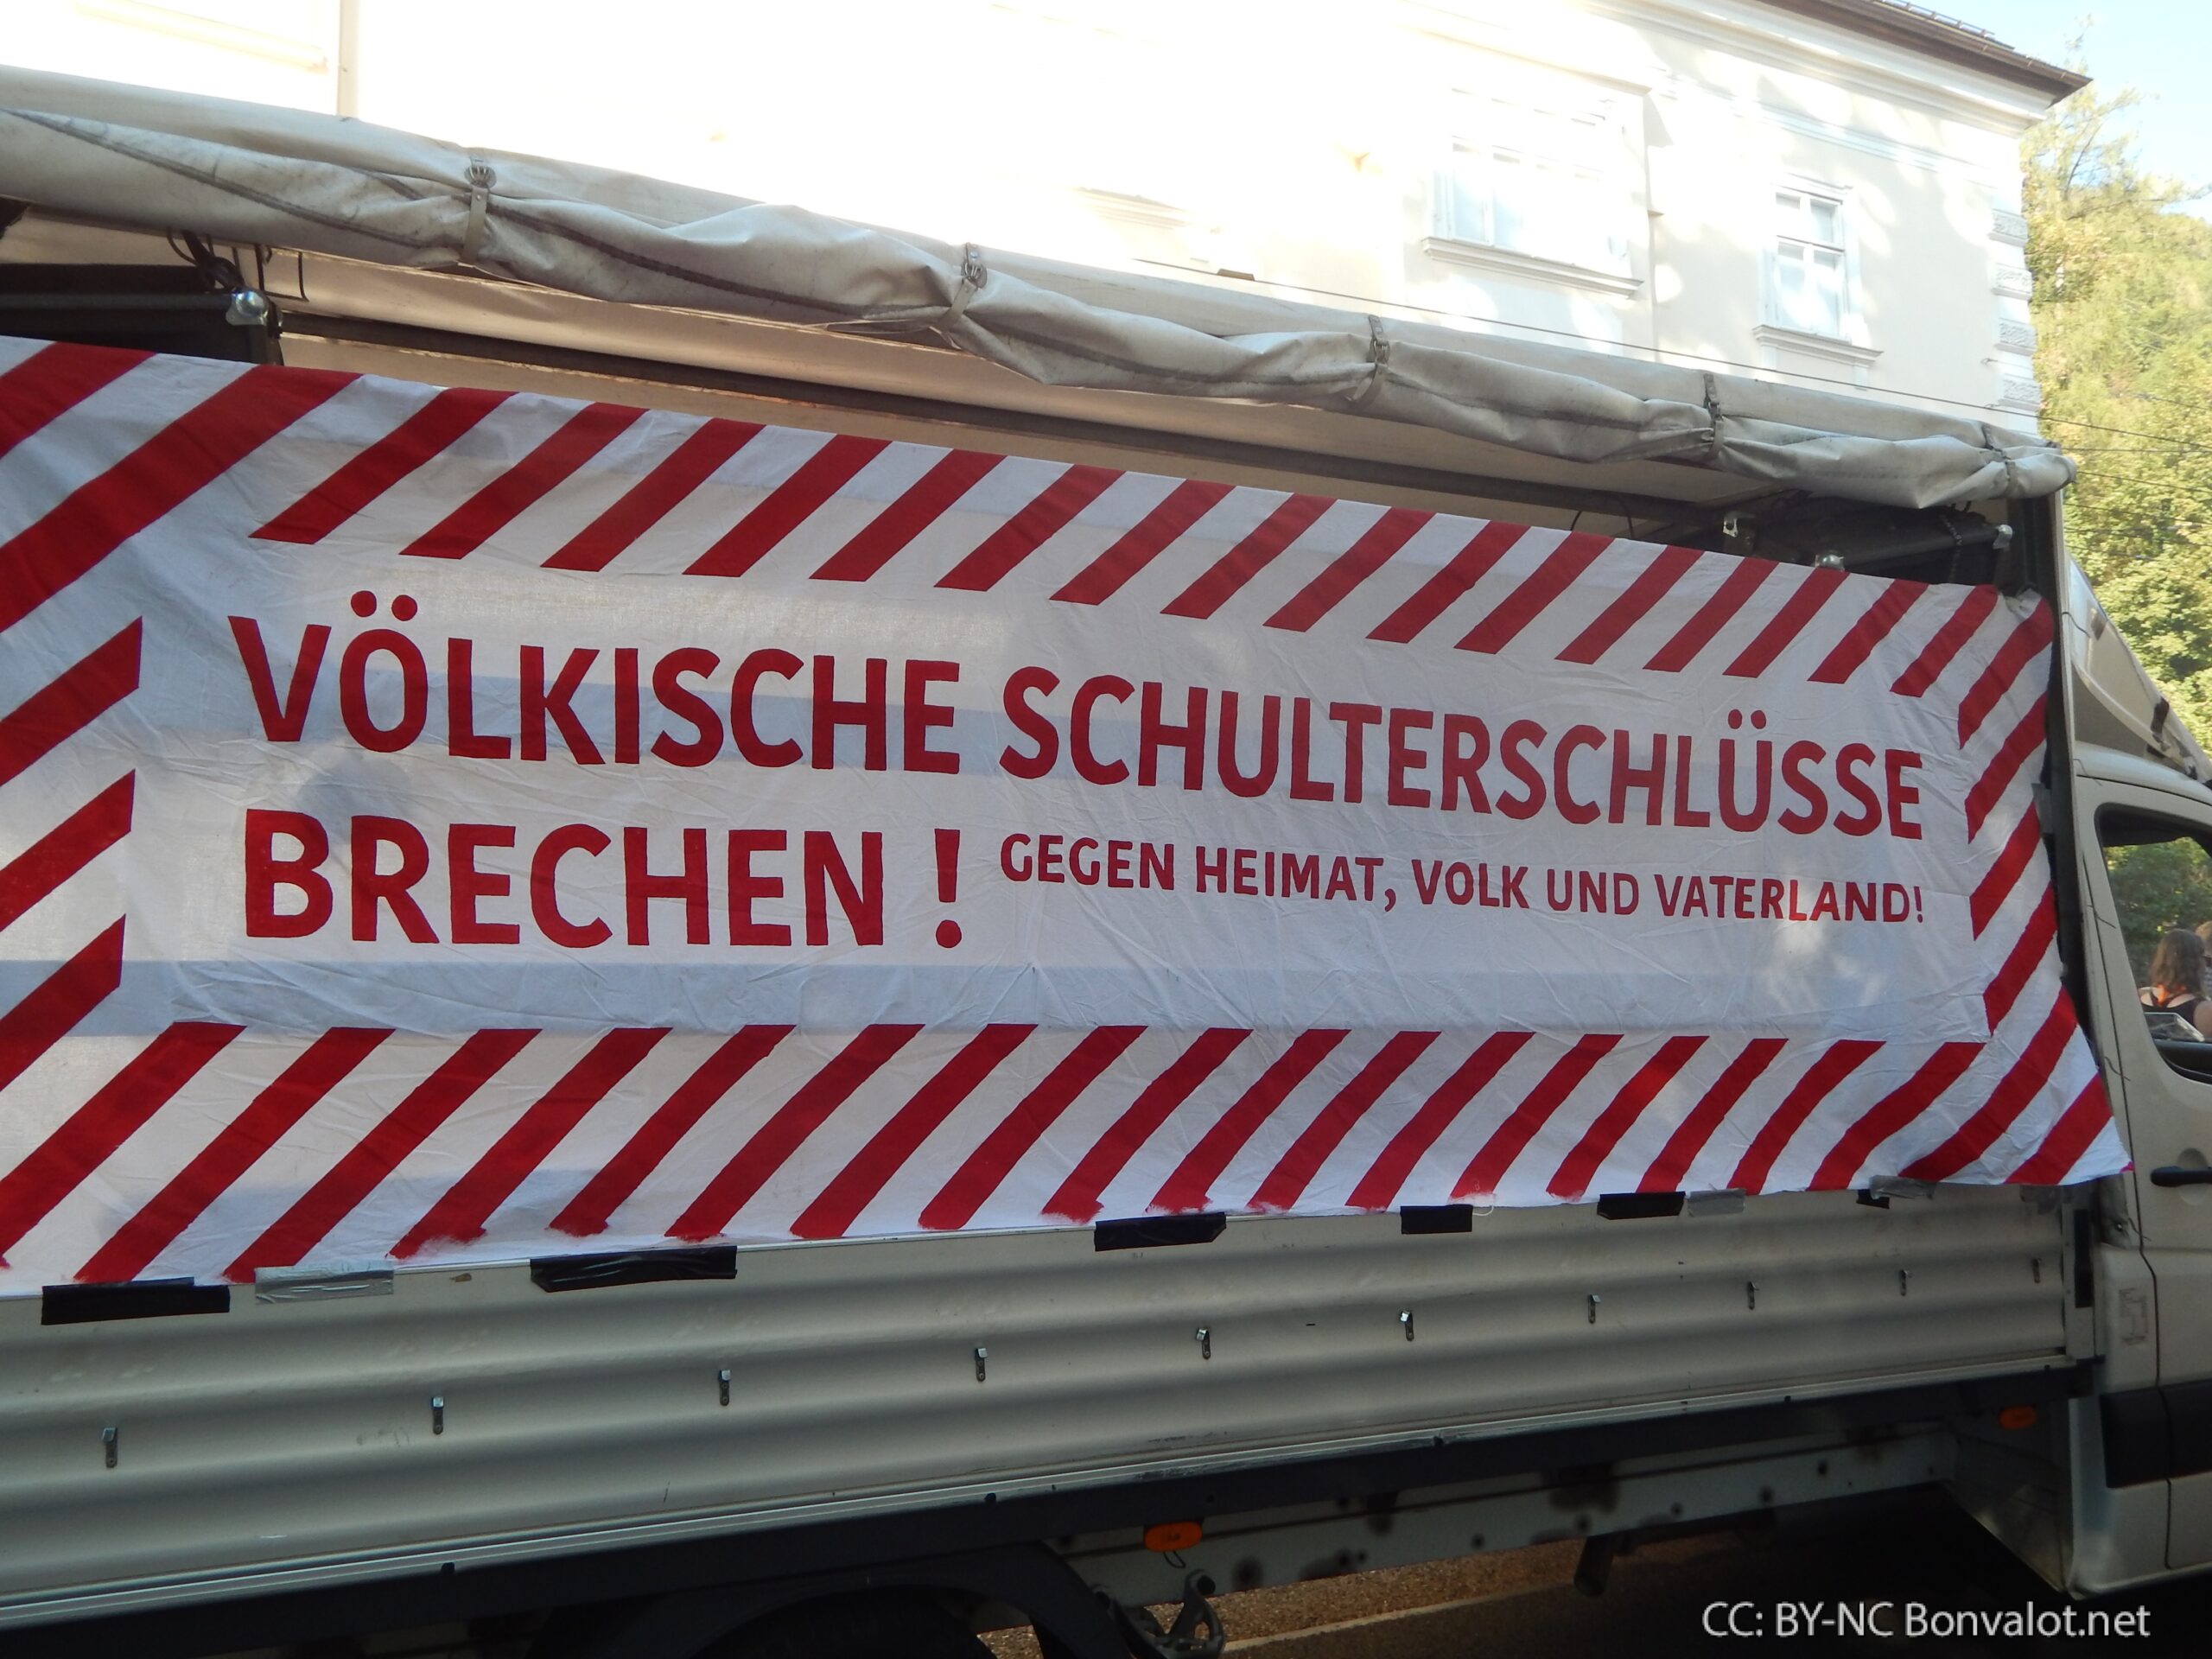 VÖLKISCHE SCHULTERSCHLÜSSE
BRECHEN !
GEGEN HEIMAT, VOLK UND VATERLAND!
CC: BY-NC Bonvalot.net